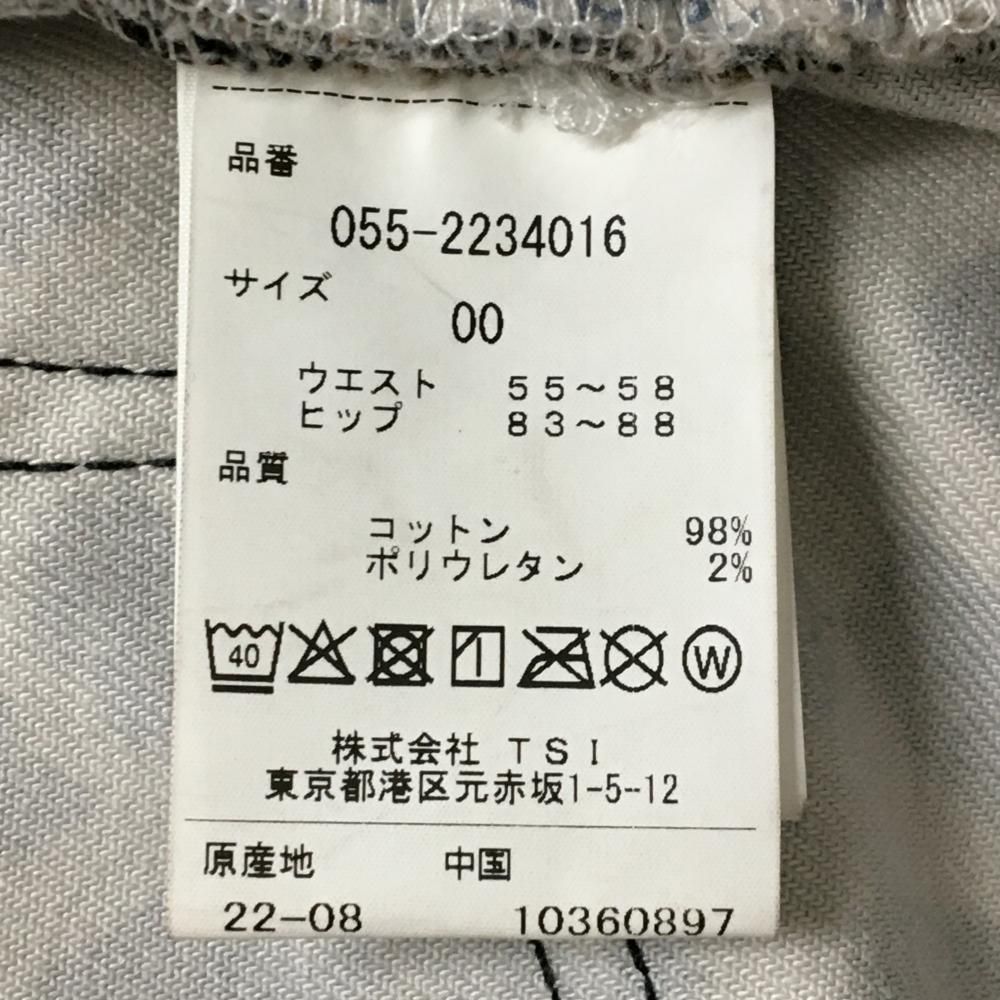 品番
055-2234016
サイズ
00
ウエスト 55~58
ヒップ 83~88
品質
コットン 98%
ポリウレタン 2%
40 W
株式会社 TSI
東京都港区元赤坂1-5-12
原産地 中国
22-08 10360897